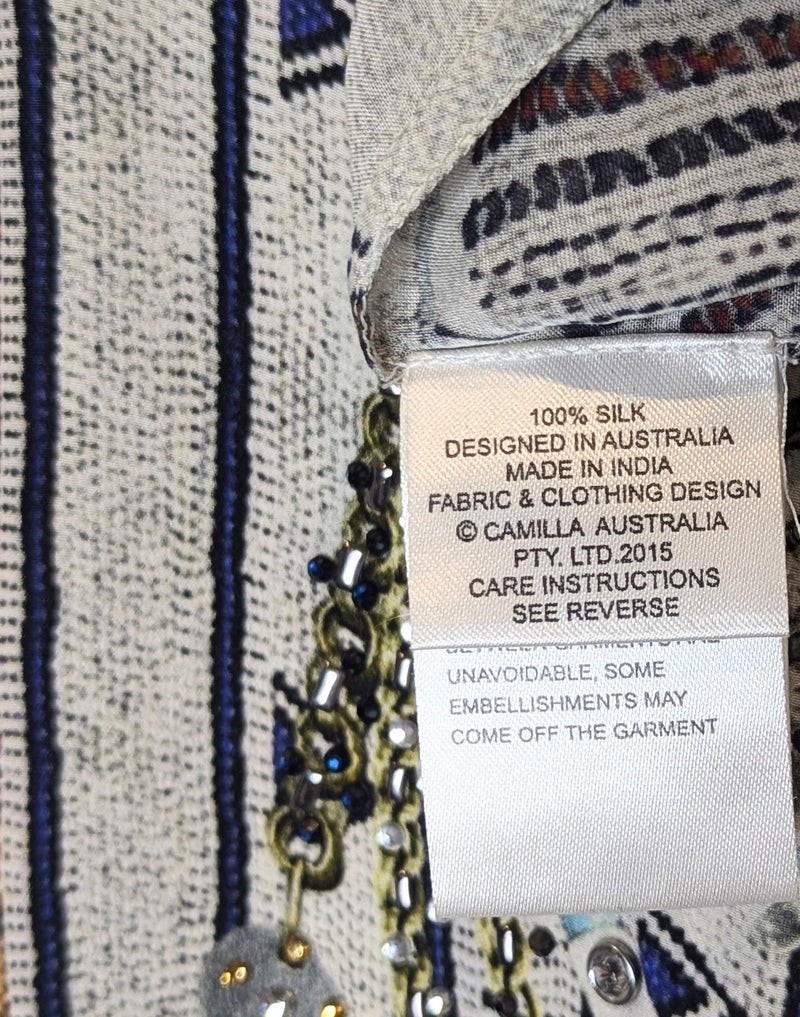 100% SILK
DESIGNED IN AUSTRALIA
MADE IN INDIA
FABRIC & CLOTHING DESIGN
© CAMILLA AUSTRALIA
PTY. LTD.2015
CARE INSTRUCTIONS
SEE REVERSE
UNAVOIDABLE, SOME
EMBELLISHMENTS MAY
COME OFF THE GARMENT